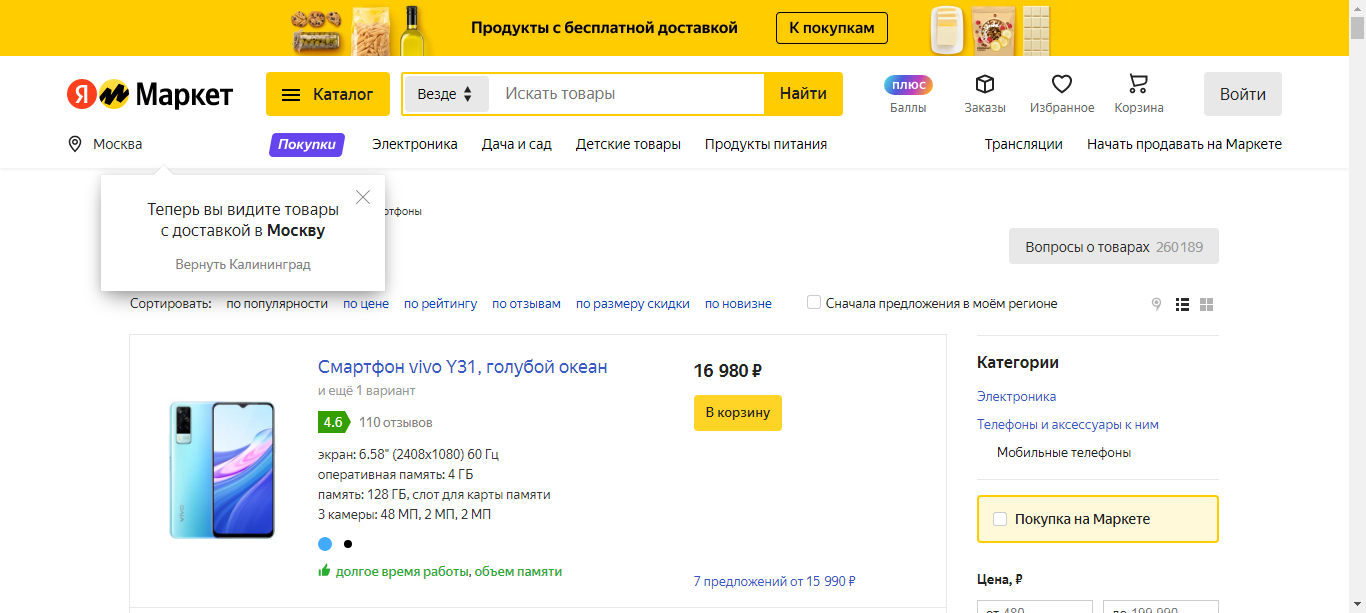 Продукты с бесплатной доставкой
К покупкам
Я Маркет
Каталог
Везде
Искать товары
Найти
плюс
Баллы
Заказы
Избранное
Корзина
Войти
Москва
Покупки
Электроника
Дача и сад
Детские товары
Продукты питания
Трансляции
Начать продавать на Маркете
Теперь вы видите товары
с доставкой в Москву
Вернуть Калининград
Вопросы о товарах 260 189
Сортировать: по популярности по цене по рейтингу по отзывам по размеру скидки по новизне
Сначала предложения в моём регионе
Смартфон vivo Y31, голубой океан
и ещё 1 вариант
4.6 110 отзывов
экран: 6.58" (2408x1080) 60 Гц
оперативная память: 4 ГБ
память: 128 ГБ, слот для карты памяти
3 камеры: 48 МП, 2 МП, 2 МП
долгое время работы, объем памяти
vivo
16 980 ₽
В корзину
7 предложений от 15 990 ₽
Категории
Электроника
Телефоны и аксессуары к ним
Мобильные телефоны
Покупка на Маркете
Цена, ₽
от 480
до 199 990